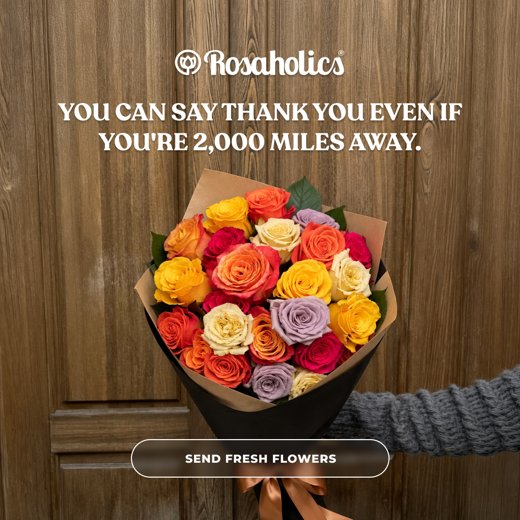 Rosaholics®
YOU CAN SAY THANK YOU EVEN IF
YOU'RE 2,000 MILES AWAY.
SEND FRESH FLOWERS